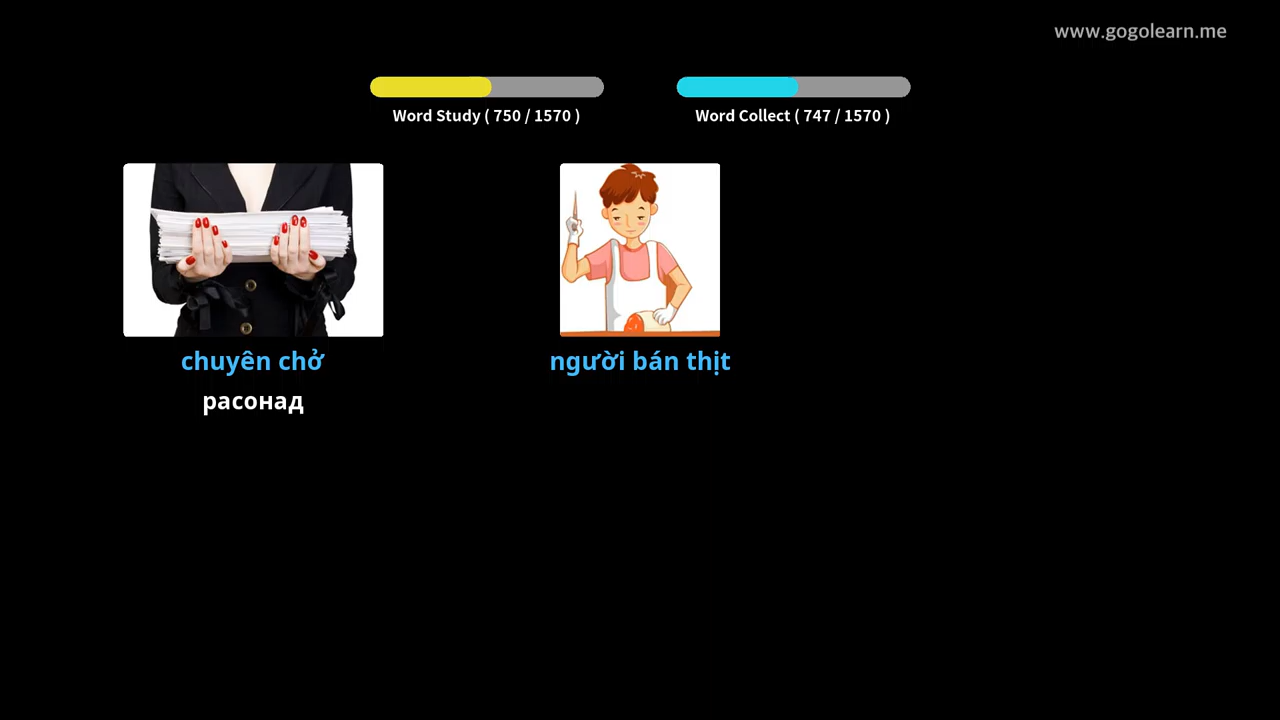 www.gogolearn.me
Word Study ( 750 / 1570 )
Word Collect ( 747 / 1570 )
chuyên chở
расонад
người bán thịt